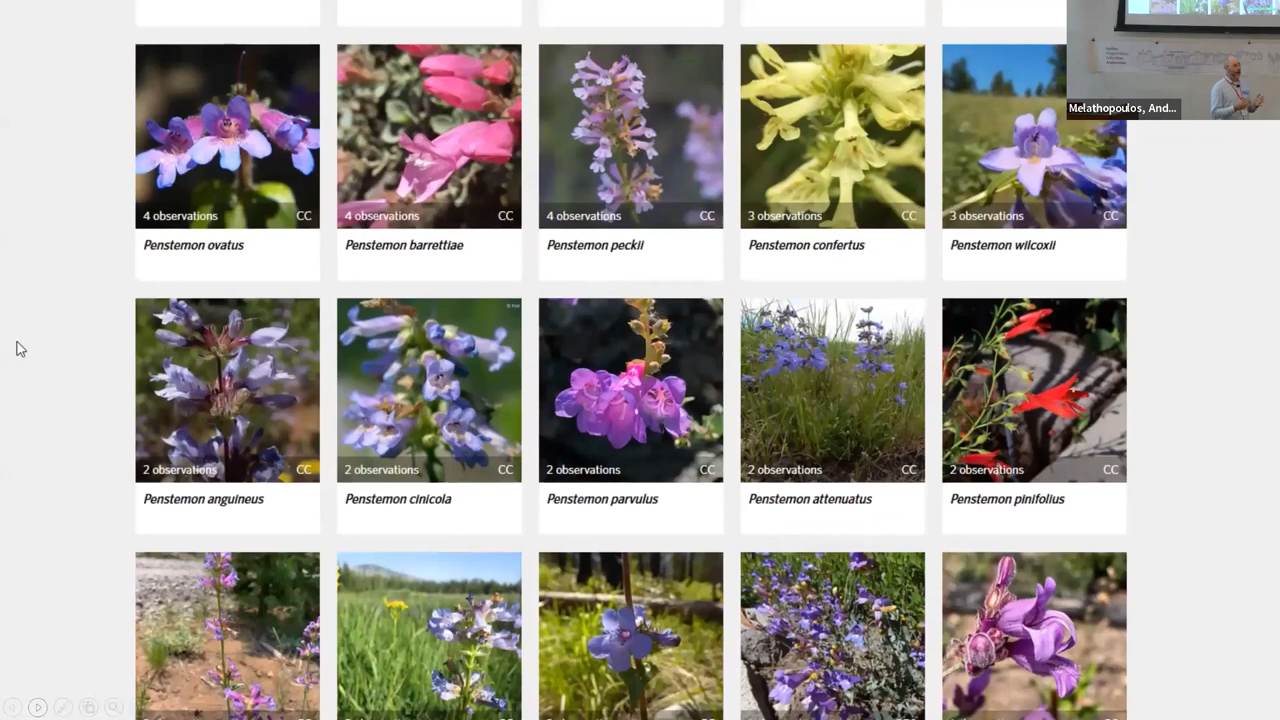 Melathopoulos, And...
4 observations CC
4 observations CC
4 observations CC
3 observations CC
3 observations CC
Penstemon ovatus
Penstemon barrettiae
Penstemon peckii
Penstemon confertus
Penstemon wilcoxii
2 observations CC
2 observations CC
2 observations CC
2 observations CC
2 observations CC
Penstemon anguineus
Penstemon cinicola
Penstemon parvulus
Penstemon attenuatus
Penstemon pinifolius